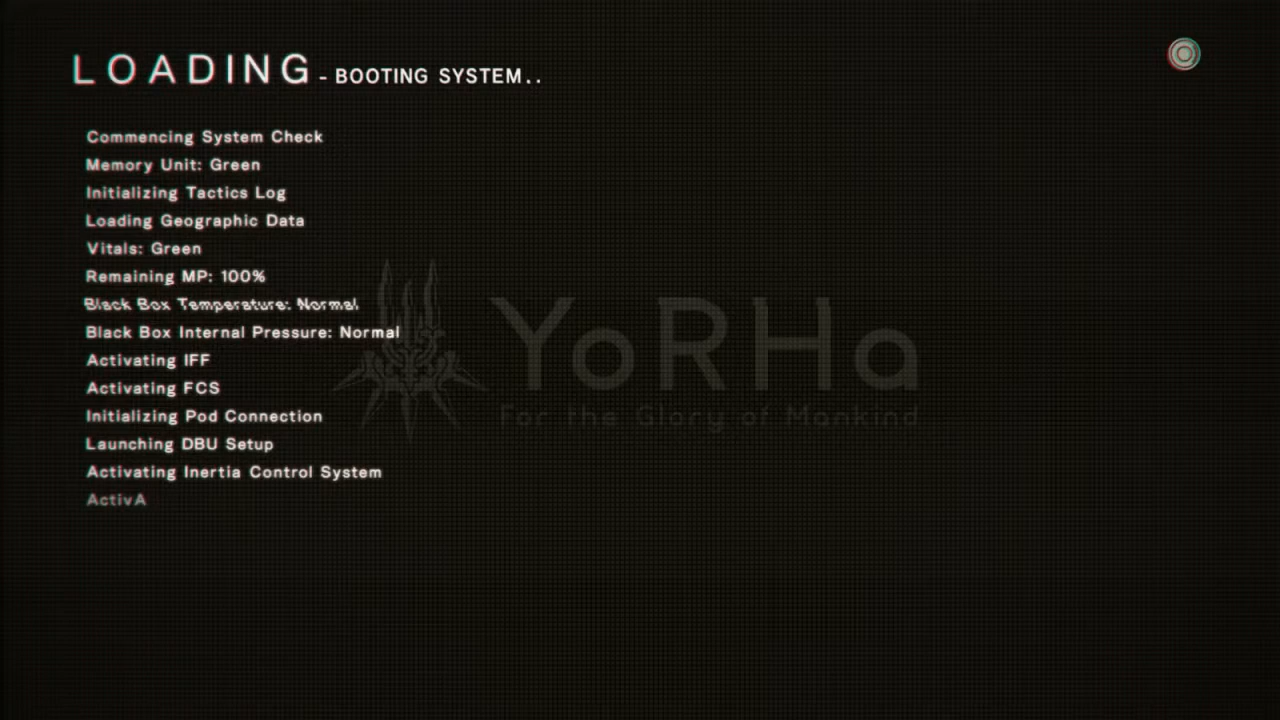 LOADING - BOOTING SYSTEM..
Commencing System Check
Memory Unit: Green
Initializing Tactics Log
Loading Geographic Data
Vitals: Green
Remaining MP: 100%
Black Box Temperature: Normal
Black Box Internal Pressure: Normal
Activating IFF
Activating FCS
Initializing Pod Connection
Launching DBU Setup
Activating Inertia Control System
ActivA
YoRHa
For the Glory of Mankind